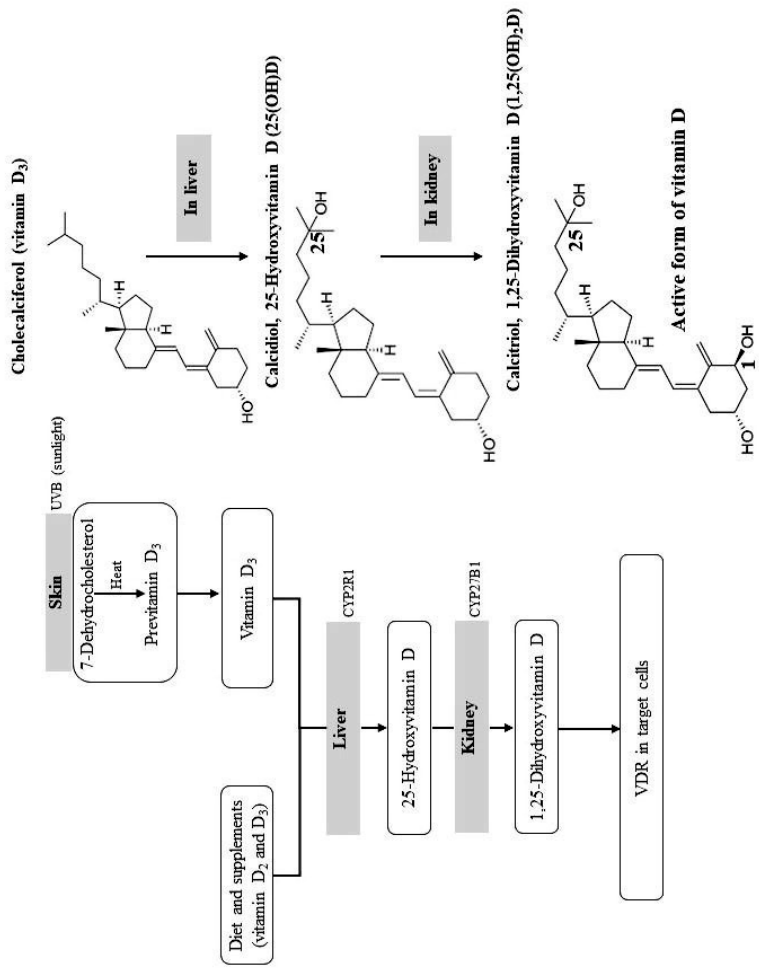 Skin
UVB (sunlight)
7-Dehydrocholesterol
Heat
Previtamin D₃
Vitamin D₃
Diet and supplements
(vitamin D₂ and D₃)
Liver
CYP2R1
25-Hydroxyvitamin D
Kidney
CYP27B1
1,25-Dihydroxyvitamin D
VDR in target cells
Cholecalciferol (vitamin D₃)
H
H
HO
In liver
Calcidiol, 25-Hydroxyvitamin D (25(OH)D)
25
OH
H
H
HO
In kidney
Calcitriol, 1,25-Dihydroxyvitamin D (1,25(OH)₂D)
25
OH
H
H
HO
1
OH
Active form of vitamin D